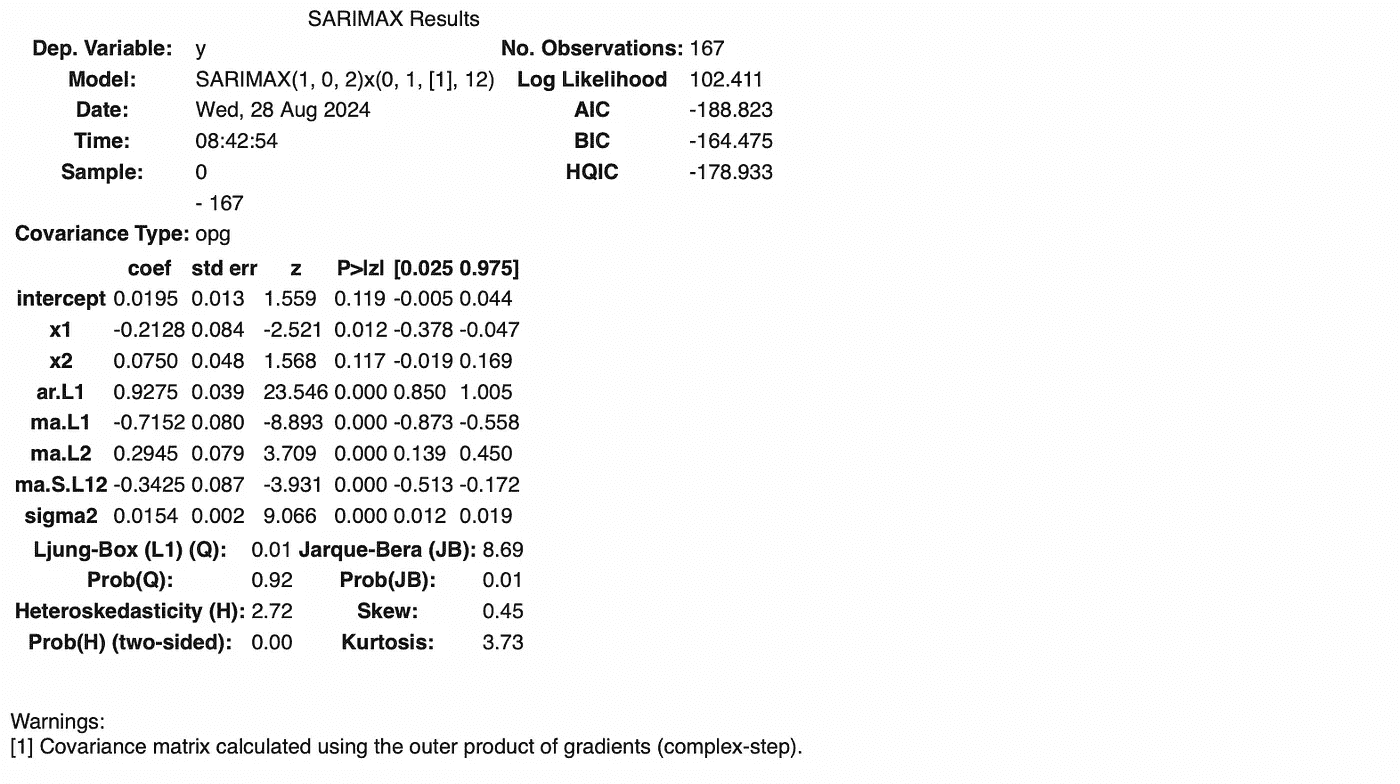 SARIMAX Results
Dep. Variable: y No. Observations: 167
Model: SARIMAX(1, 0, 2)x(0, 1, [1], 12) Log Likelihood 102.411
Date: Wed, 28 Aug 2024 AIC -188.823
Time: 08:42:54 BIC -164.475
Sample: 0 HQIC -178.933
- 167
Covariance Type: opg
coef std err z P>|z| [0.025 0.975]
intercept 0.0195 0.013 1.559 0.119 -0.005 0.044
x1 -0.2128 0.084 -2.521 0.012 -0.378 -0.047
x2 0.0750 0.048 1.568 0.117 -0.019 0.169
ar.L1 0.9275 0.039 23.546 0.000 0.850 1.005
ma.L1 -0.7152 0.080 -8.893 0.000 -0.873 -0.558
ma.L2 0.2945 0.079 3.709 0.000 0.139 0.450
ma.S.L12 -0.3425 0.087 -3.931 0.000 -0.513 -0.172
sigma2 0.0154 0.002 9.066 0.000 0.012 0.019
Ljung-Box (L1) (Q): 0.01 Jarque-Bera (JB): 8.69
Prob(Q): 0.92 Prob(JB): 0.01
Heteroskedasticity (H): 2.72 Skew: 0.45
Prob(H) (two-sided): 0.00 Kurtosis: 3.73
Warnings:
[1] Covariance matrix calculated using the outer product of gradients (complex-step).